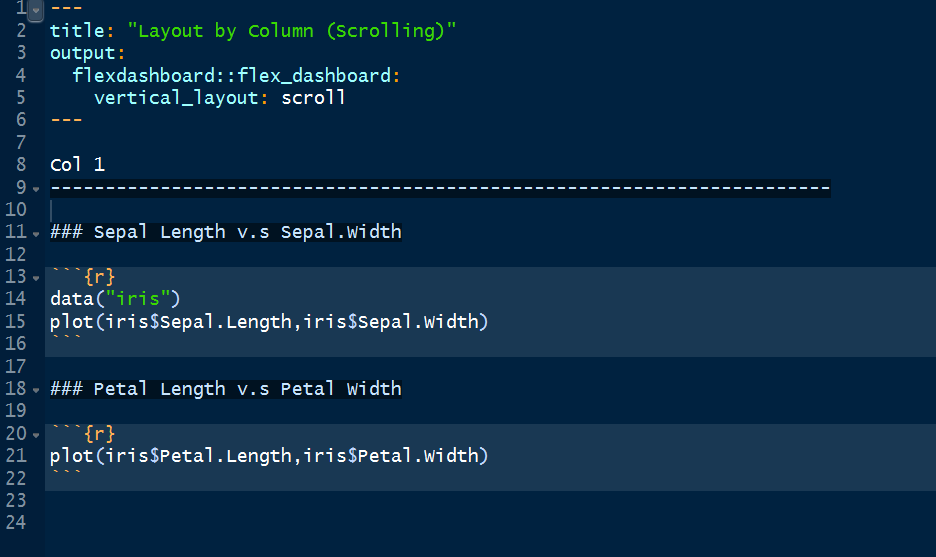 1 ---
2 title: "Layout by Column (Scrolling)"
3 output:
4   flexdashboard::flex_dashboard:
5     vertical_layout: scroll
6 ---
7
8 Col 1
9 -----------------------------------------------------------------------
10
11 ### Sepal Length v.s Sepal.Width
12
13 ```{r}
14 data("iris")
15 plot(iris$Sepal.Length,iris$Sepal.Width)
16 ```
17
18 ### Petal Length v.s Petal Width
19
20 ```{r}
21 plot(iris$Petal.Length,iris$Petal.Width)
22 ```
23
24